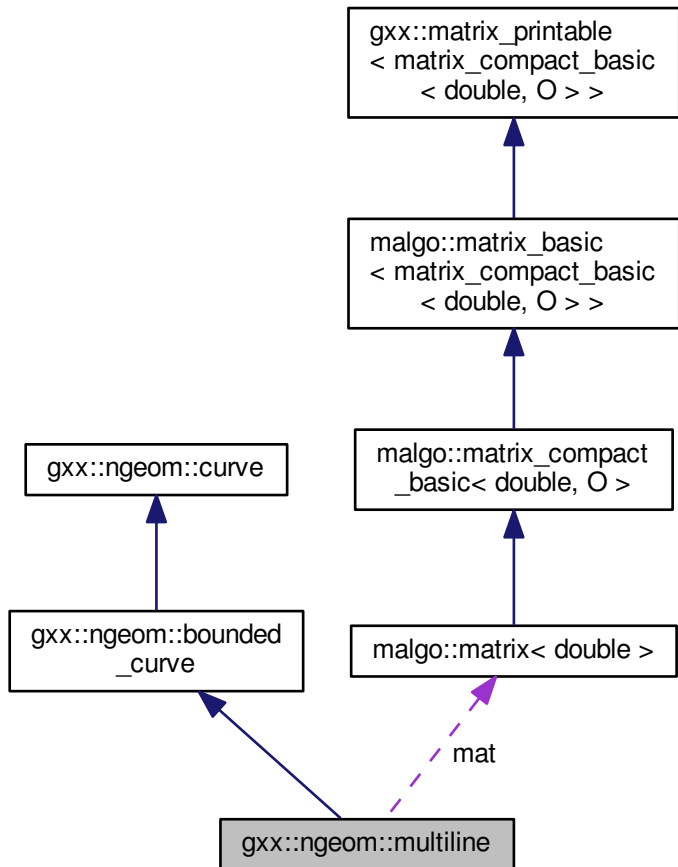 gxx::matrix_printable
< matrix_compact_basic
< double, O > >
malgo::matrix_basic
< matrix_compact_basic
< double, O > >
malgo::matrix_compact
_basic< double, O >
gxx::ngeom::curve
gxx::ngeom::bounded
_curve
malgo::matrix< double >
mat
gxx::ngeom::multiline